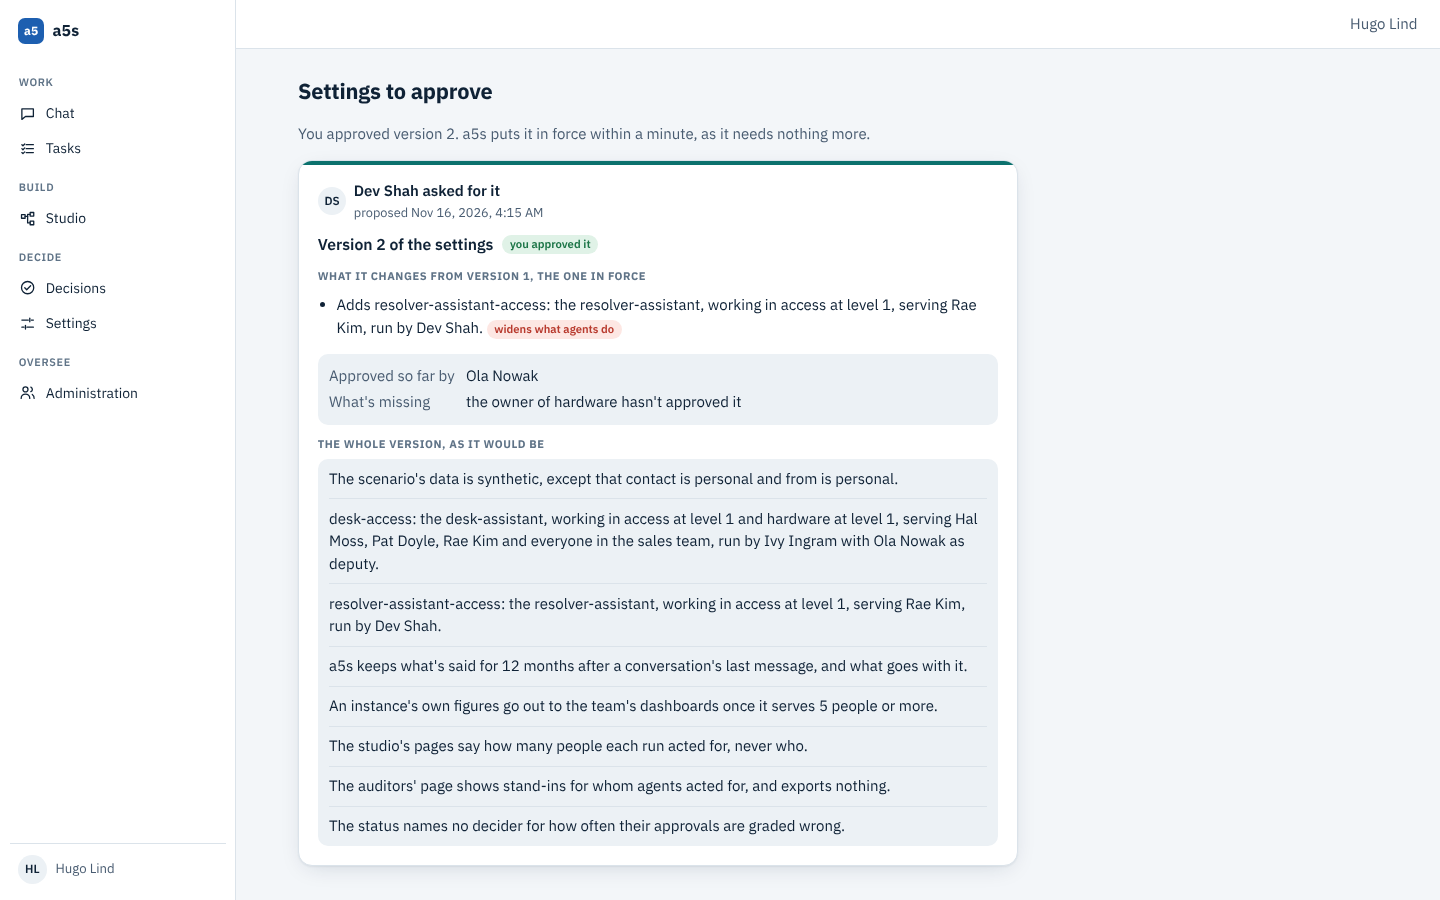 a5 a5s
Hugo Lind
WORK
Chat
Tasks
BUILD
Studio
DECIDE
Decisions
Settings
OVERSEE
Administration
HL Hugo Lind
Settings to approve
You approved version 2. a5s puts it in force within a minute, as it needs nothing more.
DS
Dev Shah asked for it
proposed Nov 16, 2026, 4:15 AM
Version 2 of the settings you approved it
WHAT IT CHANGES FROM VERSION 1, THE ONE IN FORCE
• Adds resolver-assistant-access: the resolver-assistant, working in access at level 1, serving Rae
Kim, run by Dev Shah. widens what agents do
Approved so far by Ola Nowak
What's missing the owner of hardware hasn't approved it
THE WHOLE VERSION, AS IT WOULD BE
The scenario's data is synthetic, except that contact is personal and from is personal.
desk-access: the desk-assistant, working in access at level 1 and hardware at level 1, serving Hal
Moss, Pat Doyle, Rae Kim and everyone in the sales team, run by Ivy Ingram with Ola Nowak as
deputy.
resolver-assistant-access: the resolver-assistant, working in access at level 1, serving Rae Kim,
run by Dev Shah.
a5s keeps what's said for 12 months after a conversation's last message, and what goes with it.
An instance's own figures go out to the team's dashboards once it serves 5 people or more.
The studio's pages say how many people each run acted for, never who.
The auditors' page shows stand-ins for whom agents acted for, and exports nothing.
The status names no decider for how often their approvals are graded wrong.